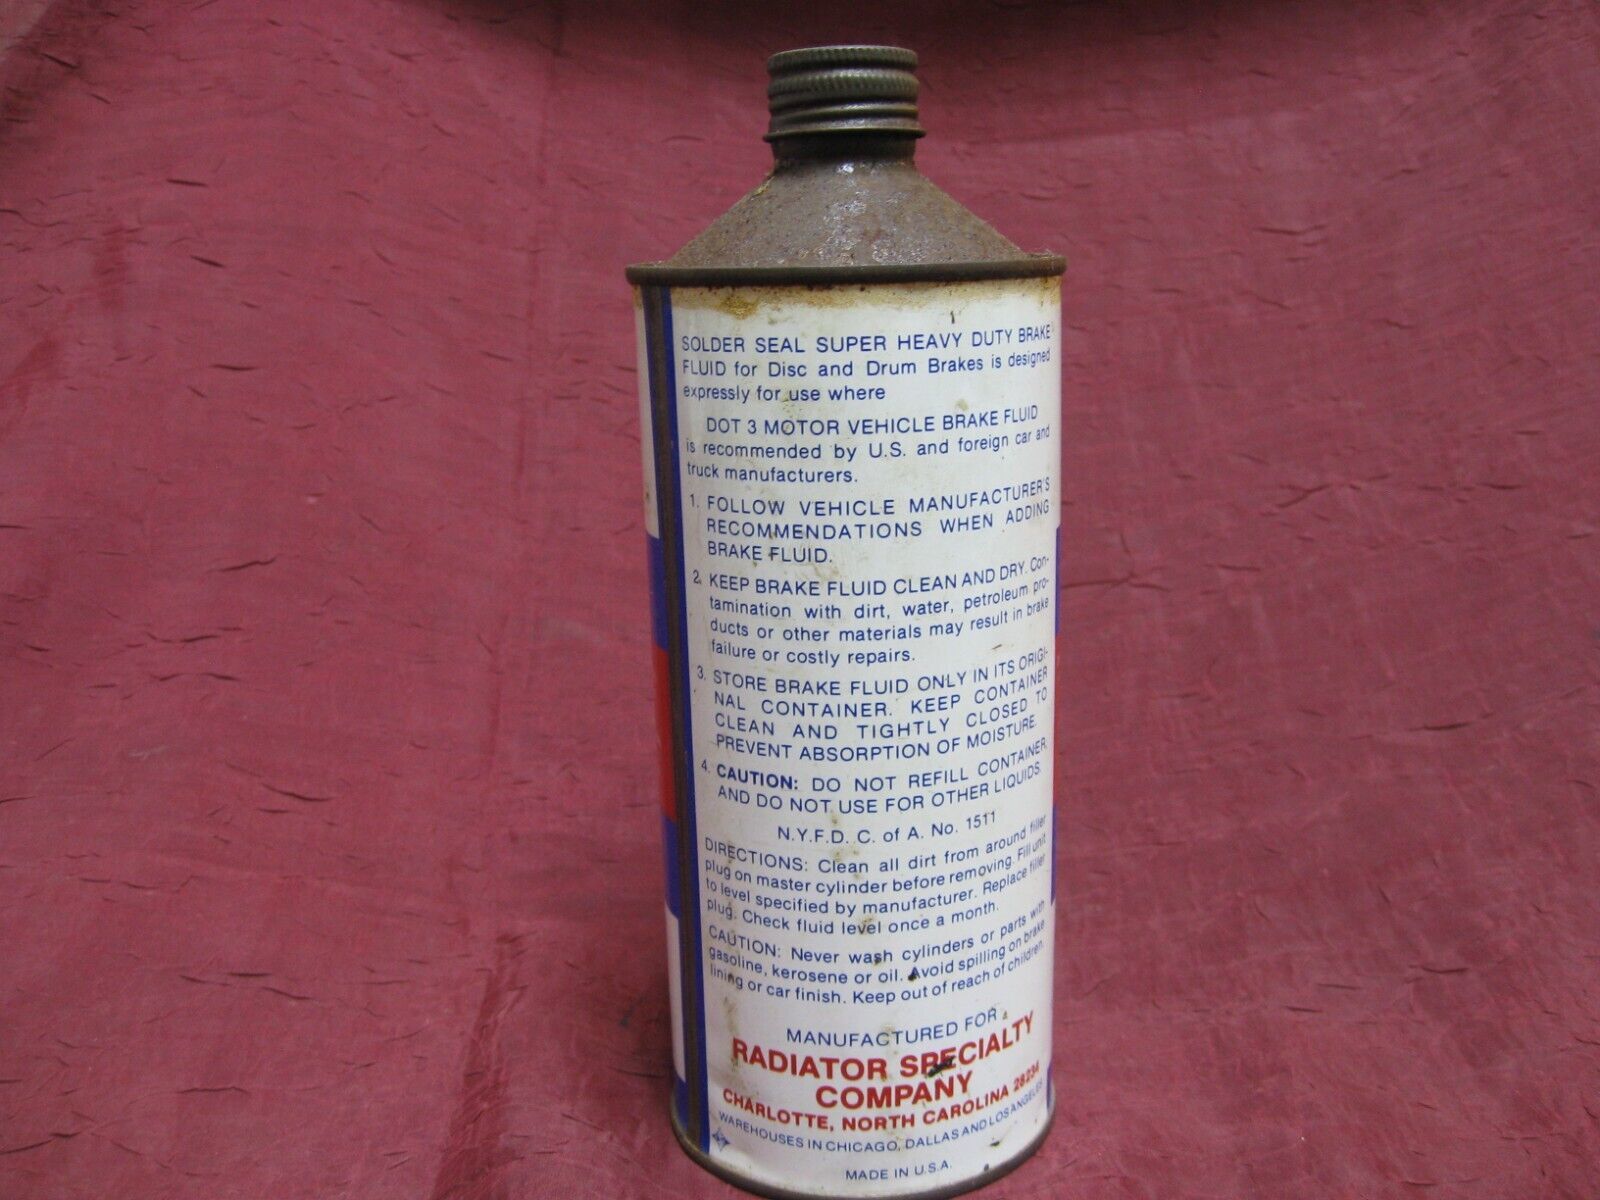 SOLDER SEAL SUPER HEAVY DUTY BRAKE
FLUID for Disc and Drum Brakes is designed
expressly for use where
DOT 3 MOTOR VEHICLE BRAKE FLUID
is recommended by U.S. and foreign car and
truck manufacturers.
1. FOLLOW VEHICLE MANUFACTURER'S
RECOMMENDATIONS WHEN ADDING
BRAKE FLUID.
2. KEEP BRAKE FLUID CLEAN AND DRY. Con-
tamination with dirt, water, petroleum pro-
ducts or other materials may result in brake
failure or costly repairs.
3. STORE BRAKE FLUID ONLY IN ITS ORIGI-
NAL CONTAINER. KEEP CONTAINER
CLEAN AND TIGHTLY CLOSED TO
PREVENT ABSORPTION OF MOISTURE.
4. CAUTION: DO NOT REFILL CONTAINER,
AND DO NOT USE FOR OTHER LIQUIDS.
N.Y.F.D. C. of A. No. 1511
DIRECTIONS: Clean all dirt from around filler
plug on master cylinder before removing. Fill unit
to level specified by manufacturer. Replace filler
plug. Check fluid level once a month.
CAUTION: Never wash cylinders or parts with
gasoline, kerosene or oil. Avoid spilling on brake
lining or car finish. Keep out of reach of children.
MANUFACTURED FOR
RADIATOR SPECIALTY
COMPANY
CHARLOTTE, NORTH CAROLINA 28234
WAREHOUSES IN CHICAGO, DALLAS AND LOS ANGELES
MADE IN U.S.A.